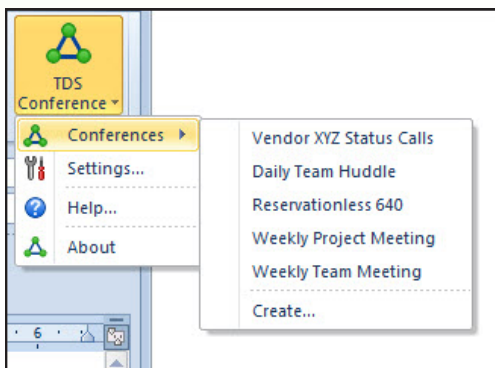 TDS
Conference
Conferences
Settings...
Help...
About
Vendor XYZ Status Calls
Daily Team Huddle
Reservationless 640
Weekly Project Meeting
Weekly Team Meeting
Create...
6